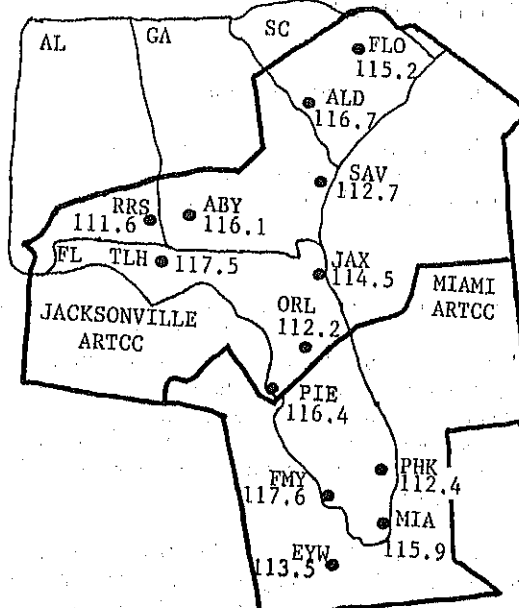 AL
GA
SC
FLO
115.2
ALD
116.7
SAV
112.7
RRS
111.6
ABY
116.1
FL
TLH
117.5
JAX
114.5
MIAMI
ARTCC
JACKSONVILLE
ARTCC
ORL
112.2
PIE
116.4
PHK
112.4
FMY
117.6
MIA
115.9
EYW
113.5